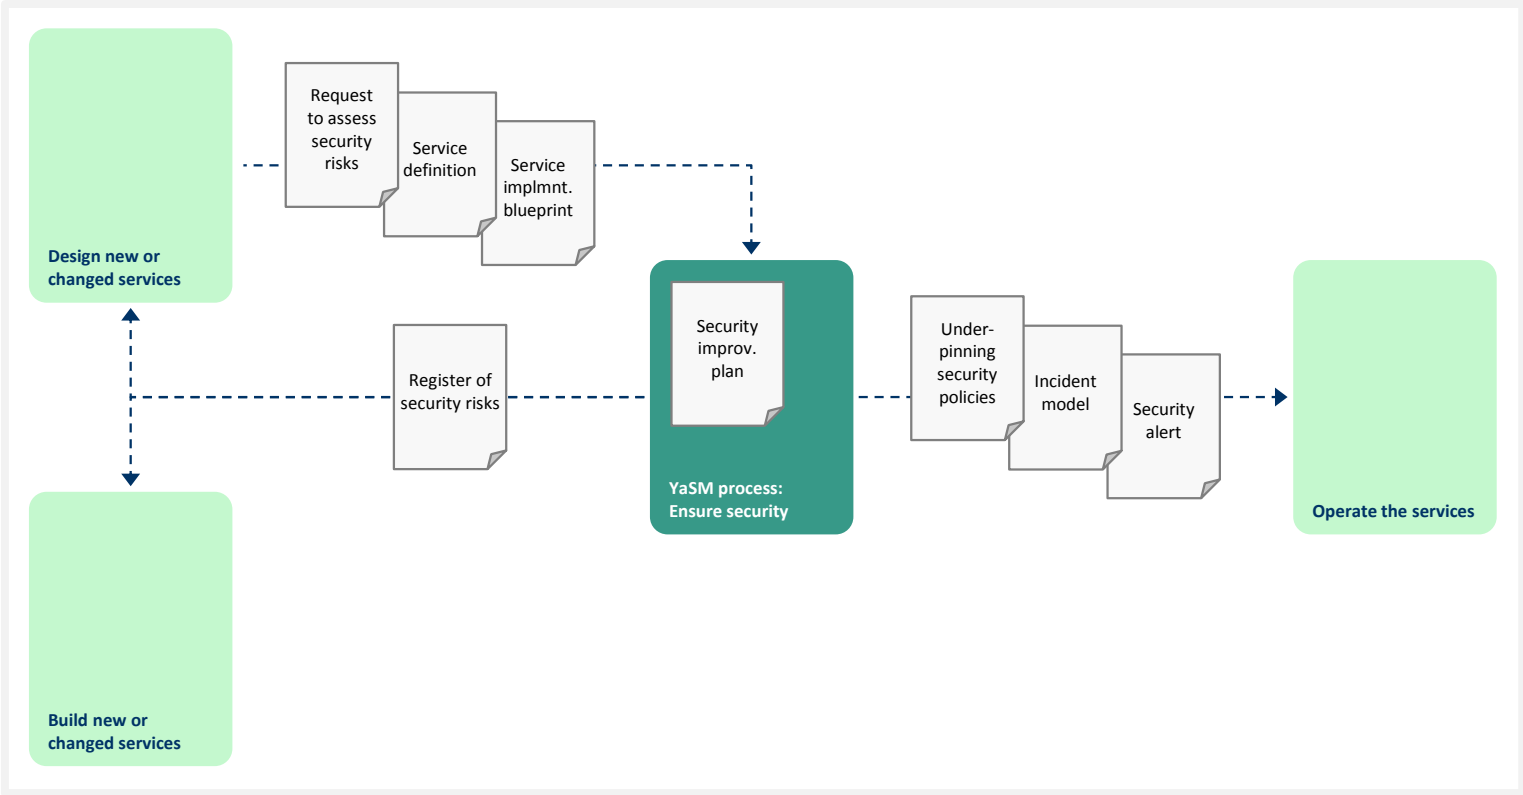 Request
to assess
security
risks
Service
definition
Service
implmnt.
blueprint
Design new or
changed services
Register of
security risks
Security
improv.
plan
YaSM process:
Ensure security
Under-
pinning
security
policies
Incident
model
Security
alert
Operate the services
Build new or
changed services